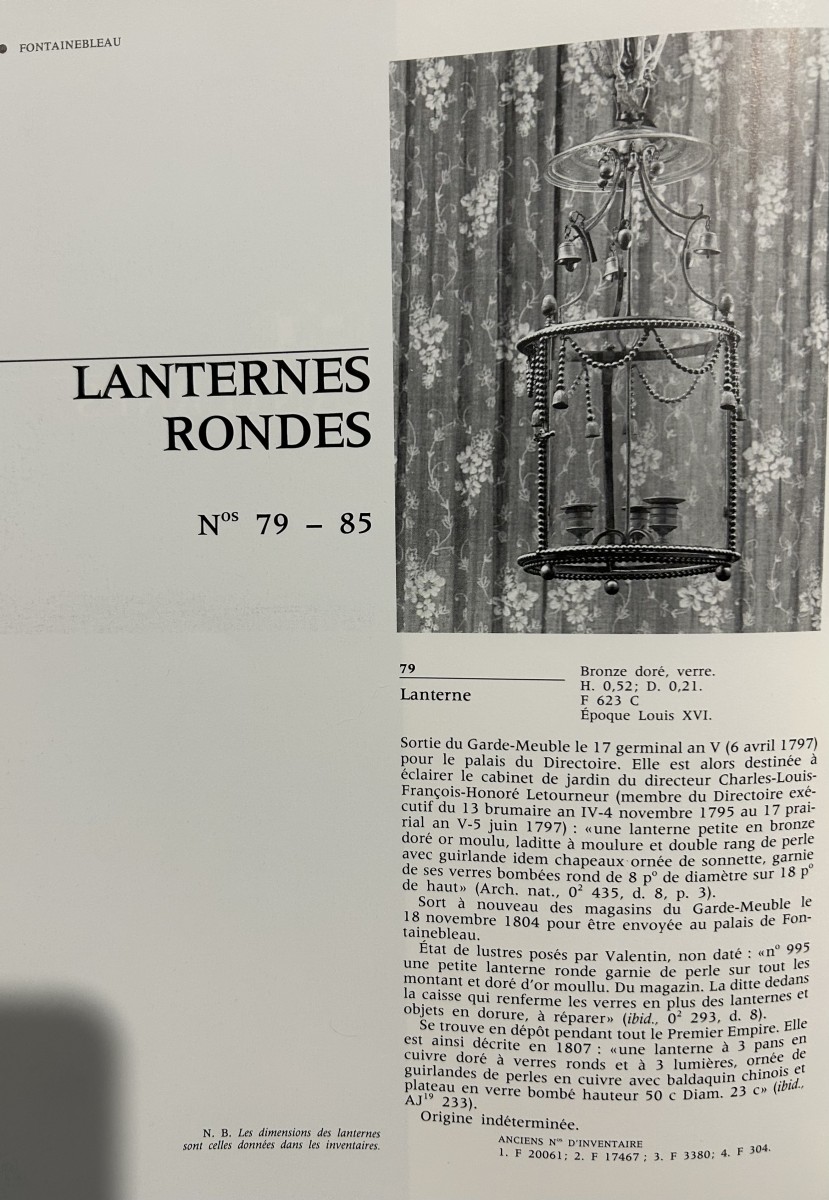 FONTAINEBLEAU
LANTERNES
RONDES
Nos 79 – 85
N. B. Les dimensions des lanternes
sont celles données dans les inventaires.
79
Lanterne
Bronze doré, verre.
H. 0,52; D. 0,21.
F 623 C
Époque Louis XVI.
Sortie du Garde-Meuble le 17 germinal an V (6 avril 1797)
pour le palais du Directoire. Elle est alors destinée à
éclairer le cabinet de jardin du directeur Charles-Louis-
François-Honoré Letourneur (membre du Directoire exé-
cutif du 13 brumaire an IV-4 novembre 1795 au 17 prai-
rial an V-5 juin 1797) : «une lanterne petite en bronze
doré or moulu, laditte à moulure et double rang de perle
avec guirlande idem chapeaux ornée de sonnette, garnie
de ses verres bombées rond de 8 p° de diamètre sur 18 p°
de haut» (Arch. nat., 0² 435, d. 8, p. 3).
Sort à nouveau des magasins du Garde-Meuble le
18 novembre 1804 pour être envoyée au palais de Fon-
tainebleau.
État de lustres posés par Valentin, non daté : «n° 995
une petite lanterne ronde garnie de perle sur tout les
montant et doré d'or moullu. Du magazin. La ditte dedans
la caisse qui renferme les verres en plus des lanternes et
objets en dorure, à réparer» (ibid., 0² 293, d. 8).
Se trouve en dépôt pendant tout le Premier Empire. Elle
est ainsi décrite en 1807 : «une lanterne à 3 pans en
cuivre doré à verres ronds et à 3 lumières, ornée de
guirlandes de perles en cuivre avec baldaquin chinois et
plateau en verre bombé hauteur 50 c Diam. 23 c» (ibid.,
AJ¹⁹ 233).
Origine indéterminée.
ANCIENS Nos D'INVENTAIRE
1. F 20061; 2. F 17467 ; 3. F 3380; 4. F 304.